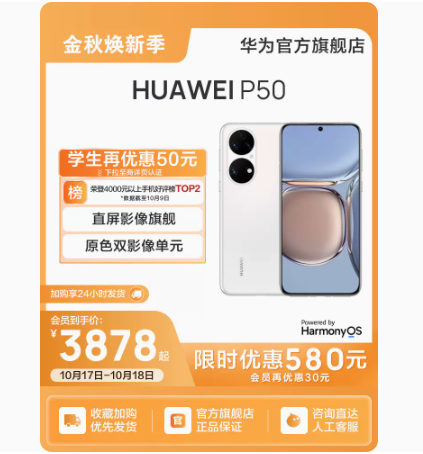 金秋焕新季
华为官方旗舰店
HUAWEI P50
学生再优惠50元
下拉至商详页认证
榜
荣登4000元以上手机好评榜TOP2
*数据截至10月9日
直屏影像旗舰
原色双影像单元
HUAWEI
加购享24小时发货
Powered by
HarmonyOS
会员到手价:
¥3878起
10月17日-10月18日
限时优惠580元
会员再优惠30元
收藏加购
优先发货
官
官方旗舰店
正品保证
咨询直达
人工客服